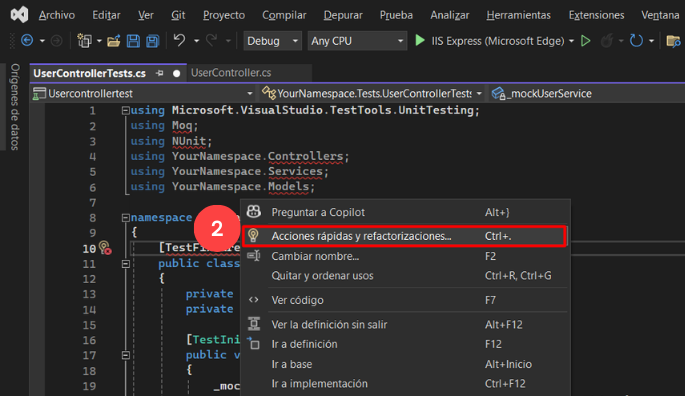 Archivo Editar Ver Git Proyecto Compilar Depurar Prueba Analizar Herramientas Extensiones Ventana
Debug Any CPU IIS Express (Microsoft Edge)
Orígenes de datos
UserControllerTests.cs UserController.cs
Usercontrollertest YourNamespace.Tests.UserControllerTests _mockUserService
1 using Microsoft.VisualStudio.TestTools.UnitTesting;
2 using Moq;
3 using NUnit;
4 using YourNamespace.Controllers;
5 using YourNamespace.Services;
6 using YourNamespace.Models;
7
8 namespace
9 {
10 [TestFixture
11 public class
12 {
13 private
14 private
15
16 [TestIni
17 public v
18 {
19 _moc
2
Preguntar a Copilot Alt+}
Acciones rápidas y refactorizaciones... Ctrl+.
Cambiar nombre... F2
Quitar y ordenar usos Ctrl+R, Ctrl+G
Ver código F7
Ver la definición sin salir Alt+F12
Ir a definición F12
Ir a base Alt+Inicio
Ir a implementación Ctrl+F12